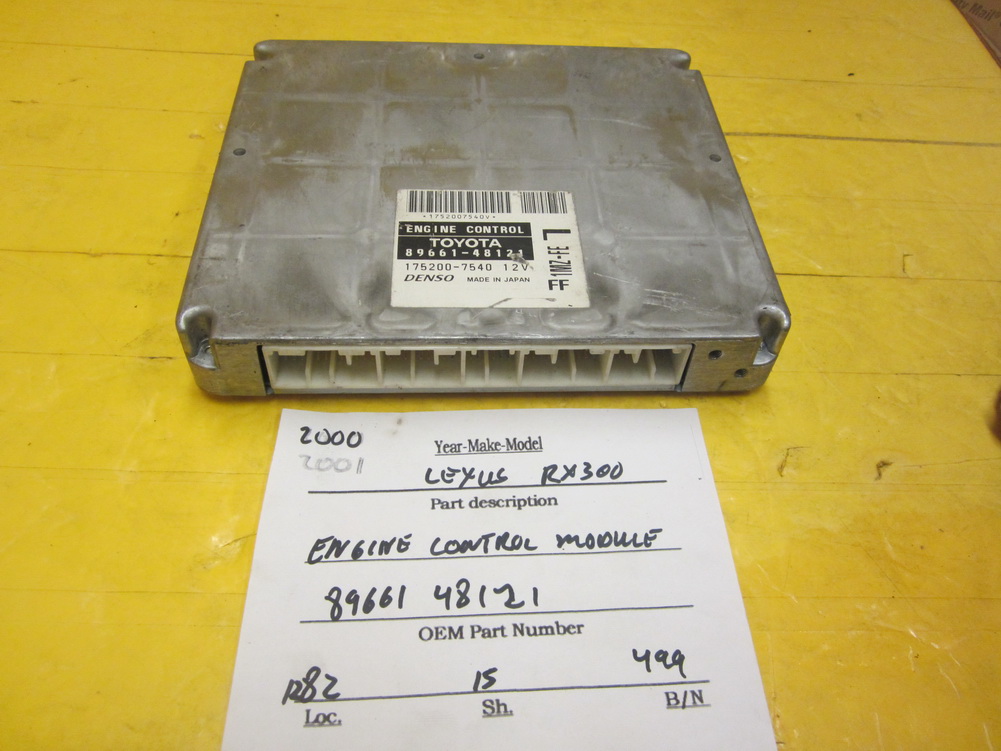 *1752007540V*
ENGINE CONTROL
TOYOTA
89661-48121
175200-7540 12V
DENSO MADE IN JAPAN
1MZ-FE
FF
2000
2001
Year-Make-Model
LEXUS RX300
Part description
ENGINE CONTROL MODULE
89661 48121
OEM Part Number
R82 15 499
Loc. Sh. B/N